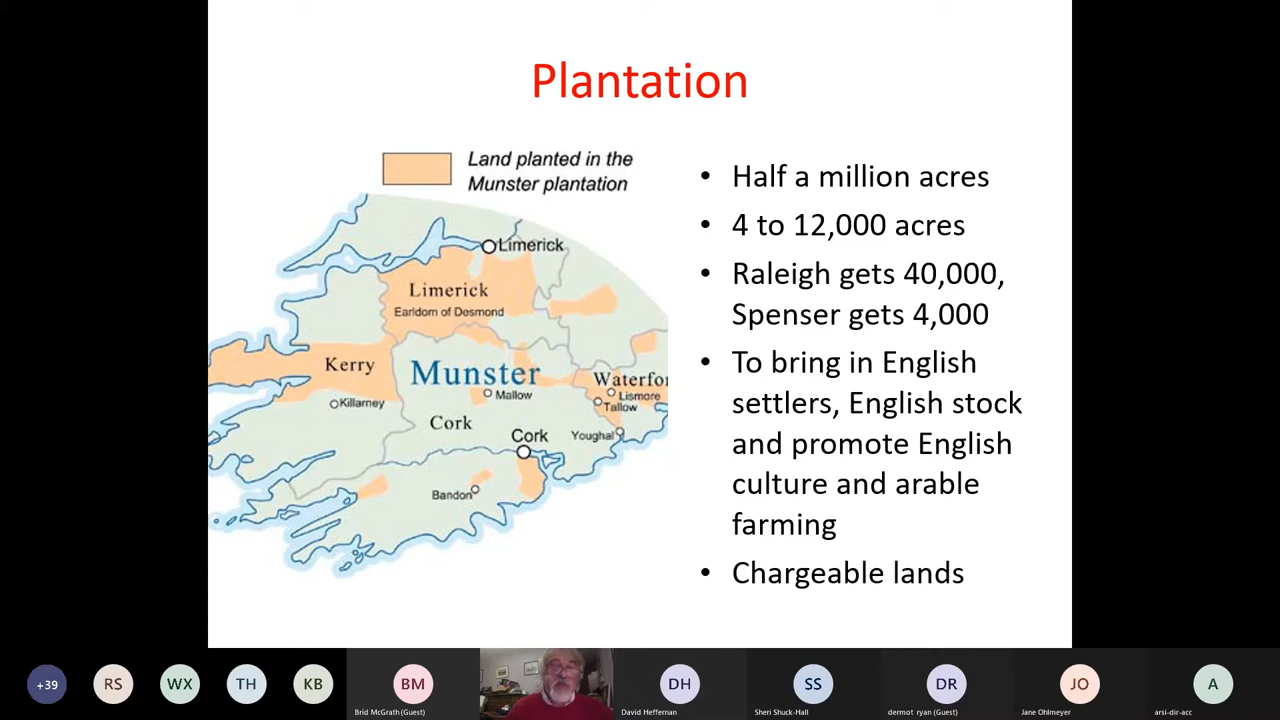 Plantation
Land planted in the
Munster plantation
Limerick
Limerick
Earldom of Desmond
Kerry
Munster
Waterfor
Lismore
Tallow
Mallow
Killarney
Cork
Cork
Youghal
Bandon
• Half a million acres
• 4 to 12,000 acres
• Raleigh gets 40,000,
Spenser gets 4,000
• To bring in English
settlers, English stock
and promote English
culture and arable
farming
• Chargeable lands
+39
RS
WX
TH
KB
BM
DH
SS
DR
JO
A
Bríd McGrath (Guest)
David Heffernan
Sheri Shuck-Hall
dermot ryan (Guest)
Jane Ohlmeyer
arsi-dir-acc